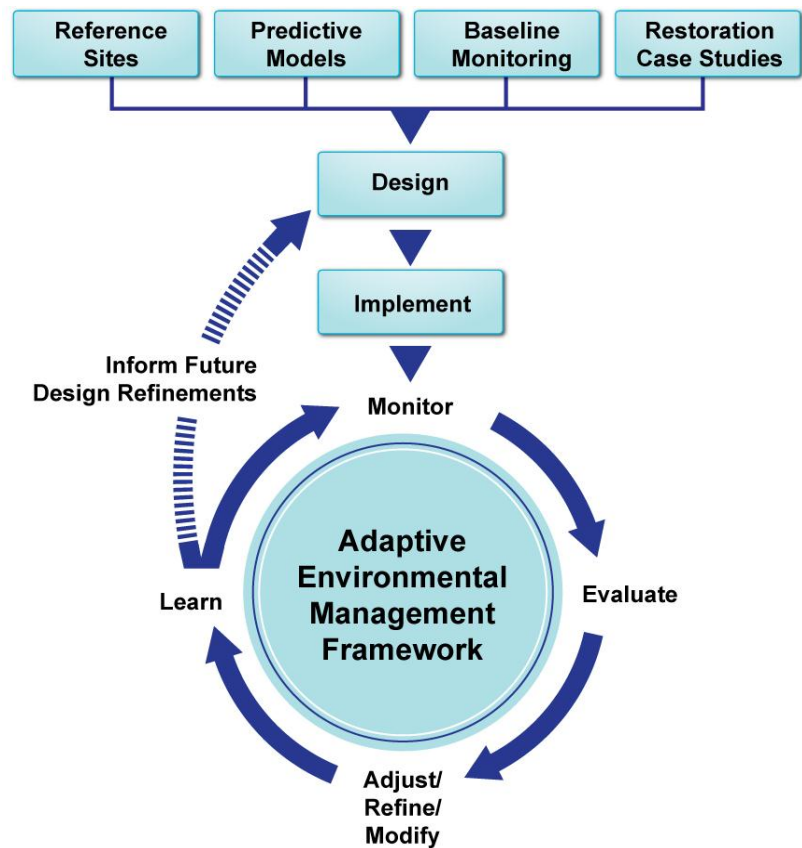 Reference
Sites
Predictive
Models
Baseline
Monitoring
Restoration
Case Studies
Design
Implement
Inform Future
Design Refinements
Monitor
Adaptive
Environmental
Management
Framework
Learn
Evaluate
Adjust/
Refine/
Modify